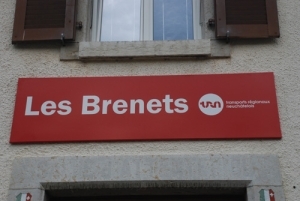 Les Brenets
transports régionaux
neuchâtelois